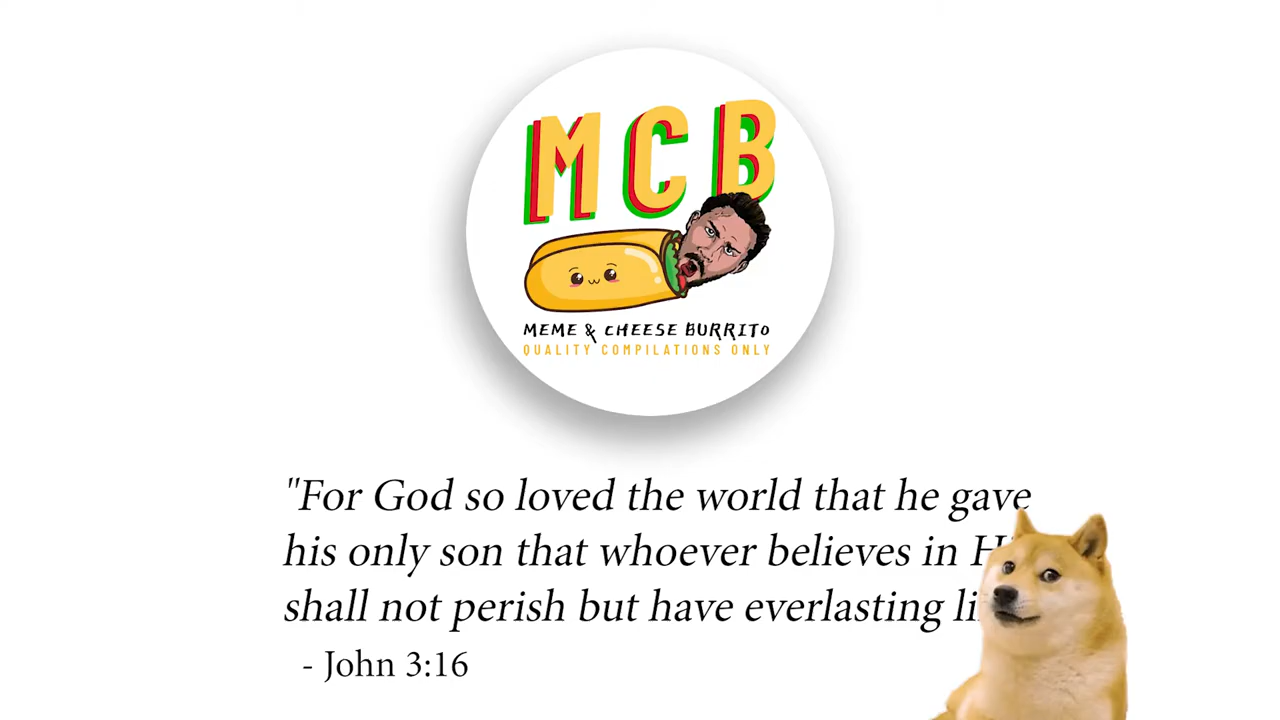 MCB
MEME & CHEESE BURRITO
QUALITY COMPILATIONS ONLY
"For God so loved the world that he gave
his only son that whoever believes in
shall not perish but have everlasting
- John 3:16